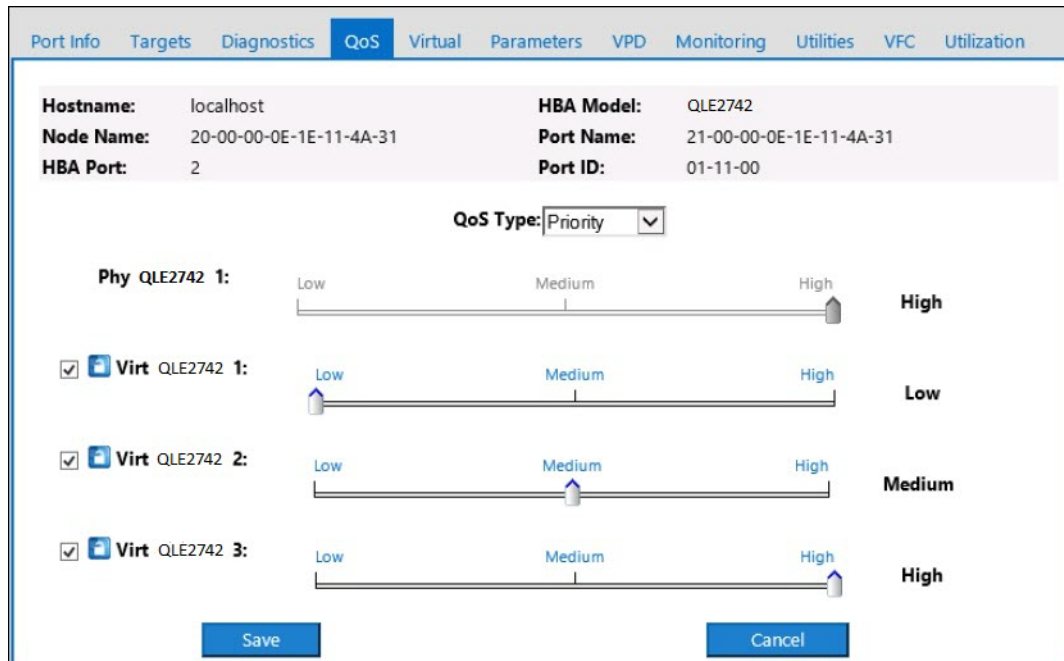 Port Info Targets Diagnostics QoS Virtual Parameters VPD Monitoring Utilities VFC Utilization
Hostname: localhost HBA Model: QLE2742
Node Name: 20-00-00-0E-1E-11-4A-31 Port Name: 21-00-00-0E-1E-11-4A-31
HBA Port: 2 Port ID: 01-11-00
QoS Type: Priority
Phy QLE2742 1: Low Medium High High
Virt QLE2742 1: Low Medium High Low
Virt QLE2742 2: Low Medium High Medium
Virt QLE2742 3: Low Medium High High
Save Cancel